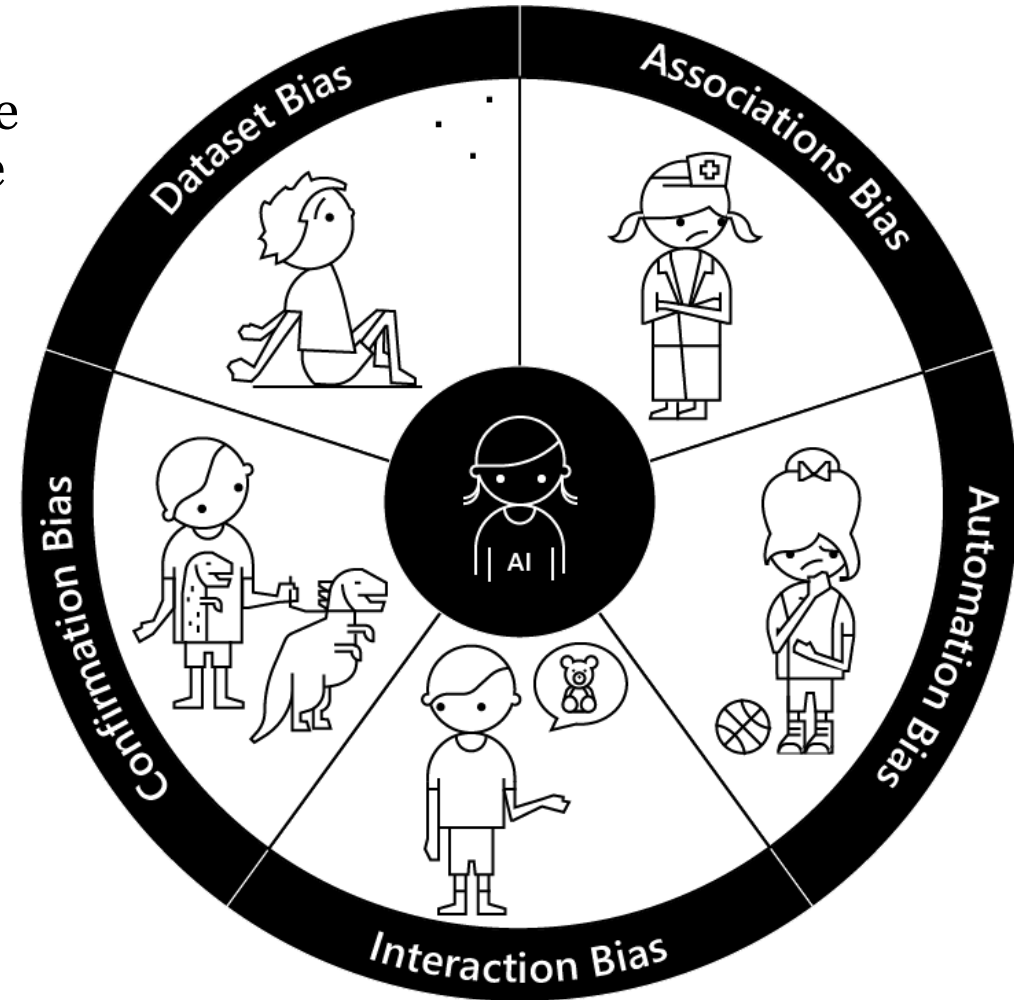 e
e
Dataset Bias
Associations Bias
Automation Bias
Interaction Bias
Confirmation Bias
AI